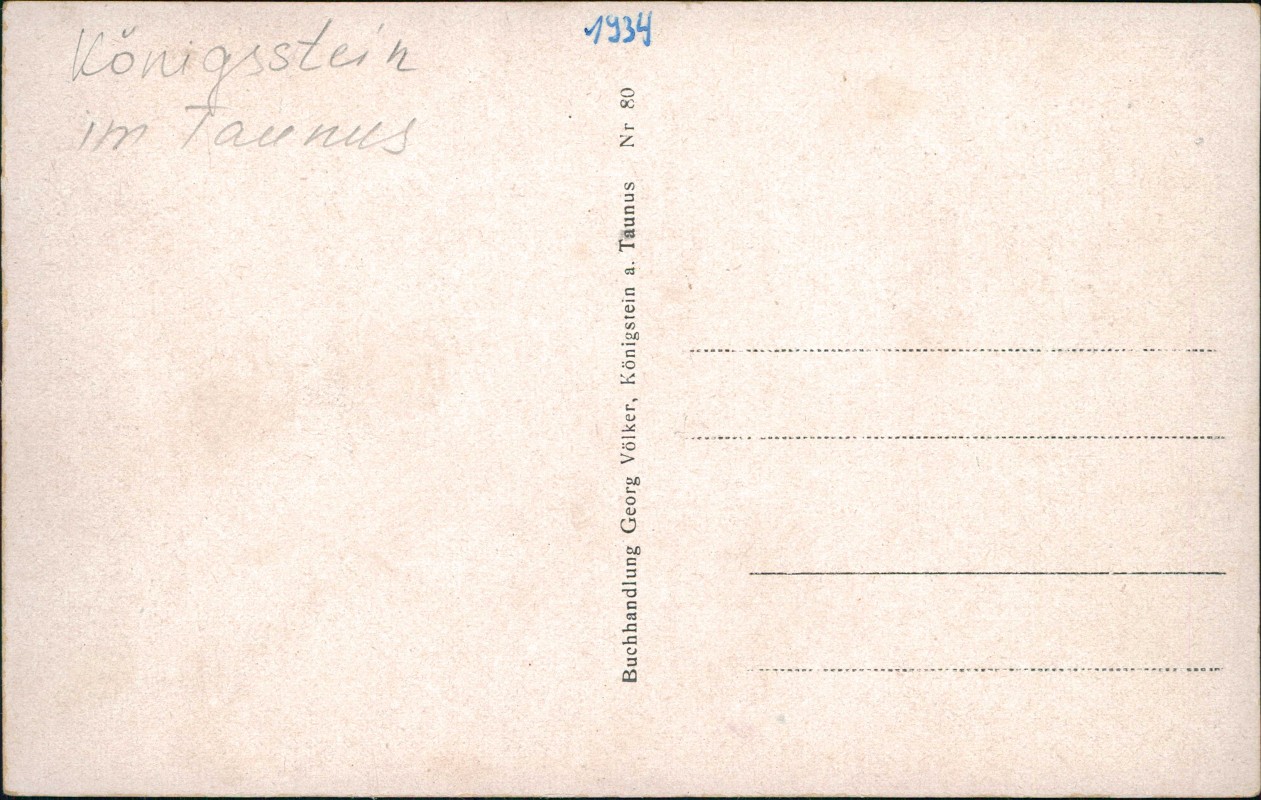 Königsstein
im Taunus
1934
Buchhandlung Georg Völker, Königstein a. Taunus Nr 80